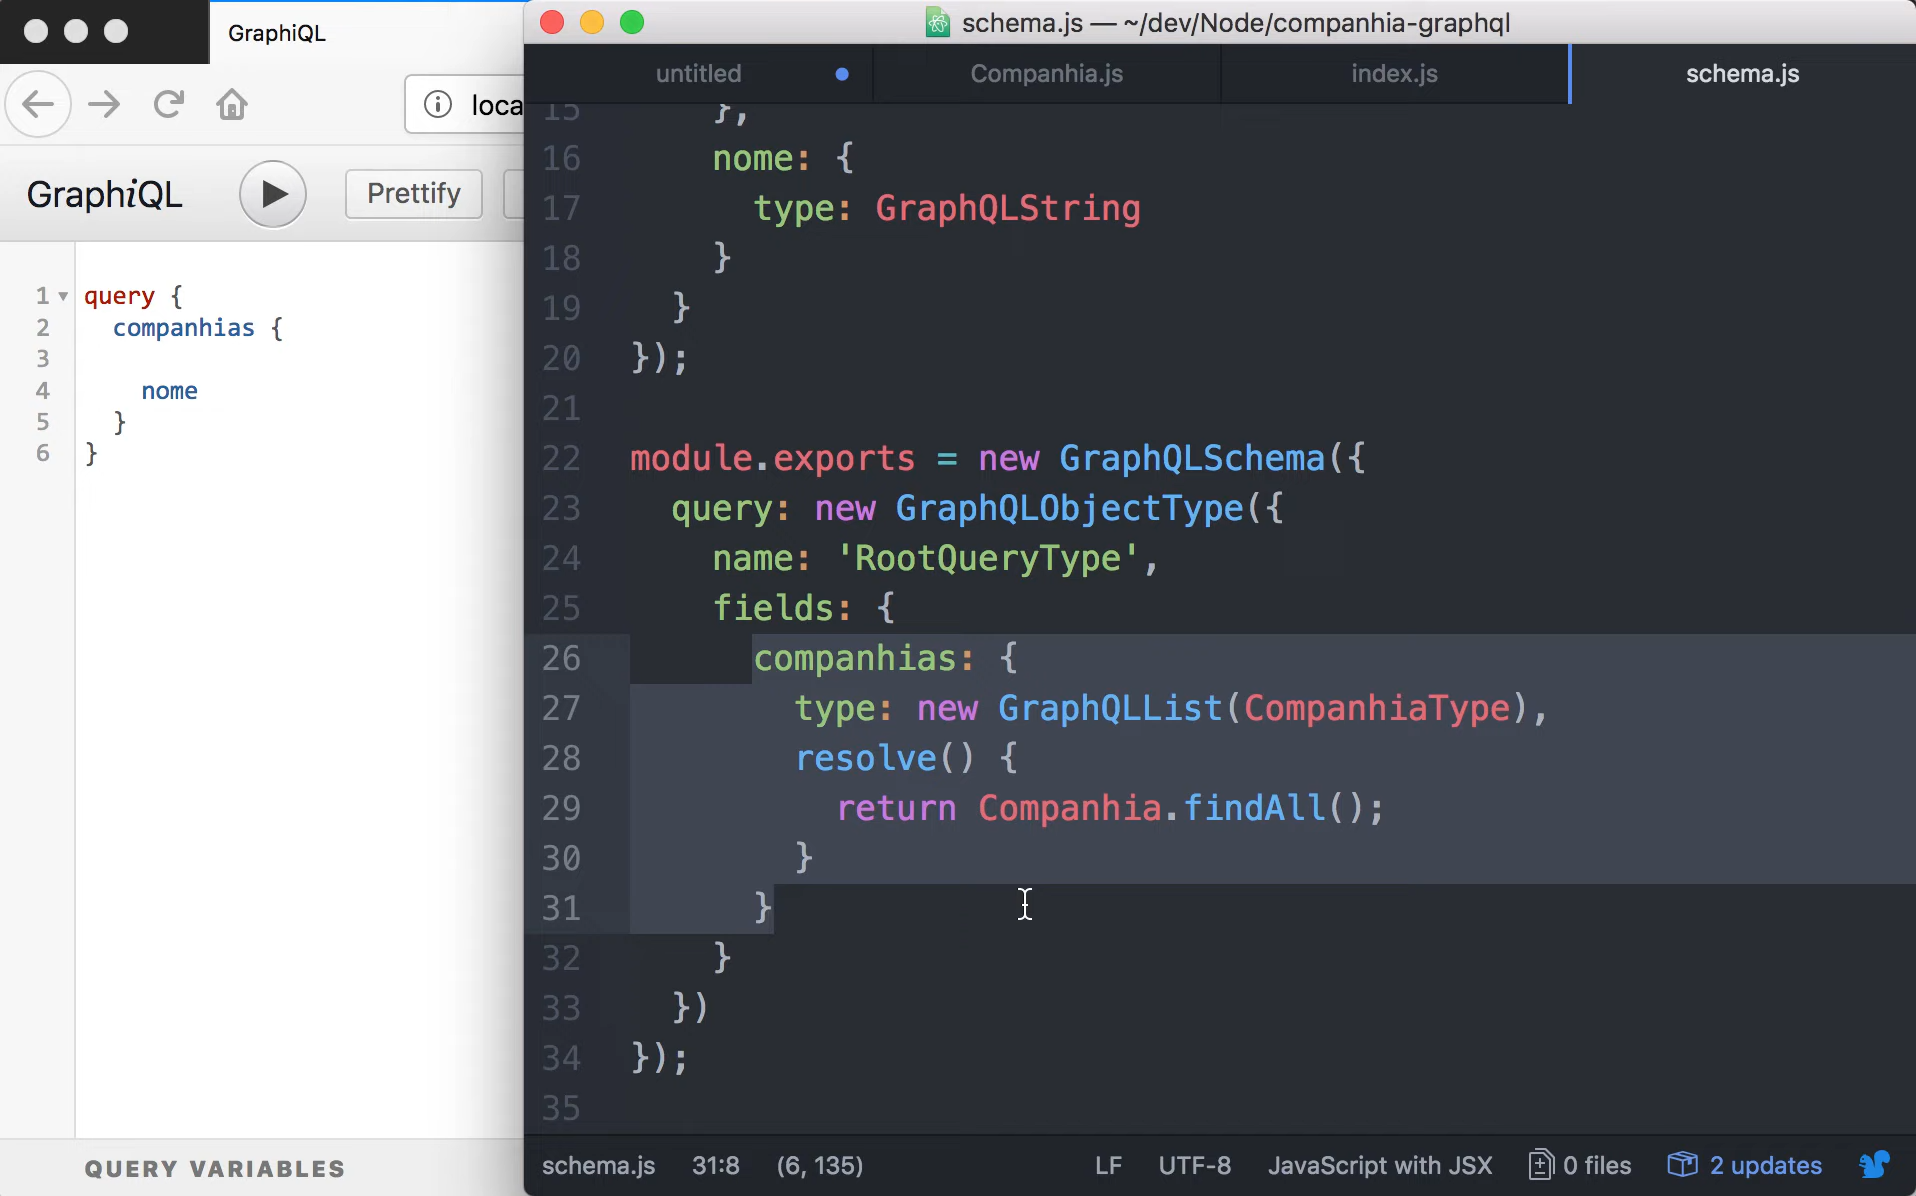 GraphiQL
loca
GraphiQL
Prettify
1 query {
2 companhias {
3
4 nome
5 }
6 }
QUERY VARIABLES
schema.js — ~/dev/Node/companhia-graphql
untitled
Companhia.js
index.js
schema.js
15 },
16 nome: {
17 type: GraphQLString
18 }
19 }
20 });
21
22 module.exports = new GraphQLSchema({
23 query: new GraphQLObjectType({
24 name: 'RootQueryType',
25 fields: {
26 companhias: {
27 type: new GraphQLList(CompanhiaType),
28 resolve() {
29 return Companhia.findAll();
30 }
31 }
32 }
33 })
34 });
35
schema.js 31:8 (6, 135) LF UTF-8 JavaScript with JSX 0 files 2 updates